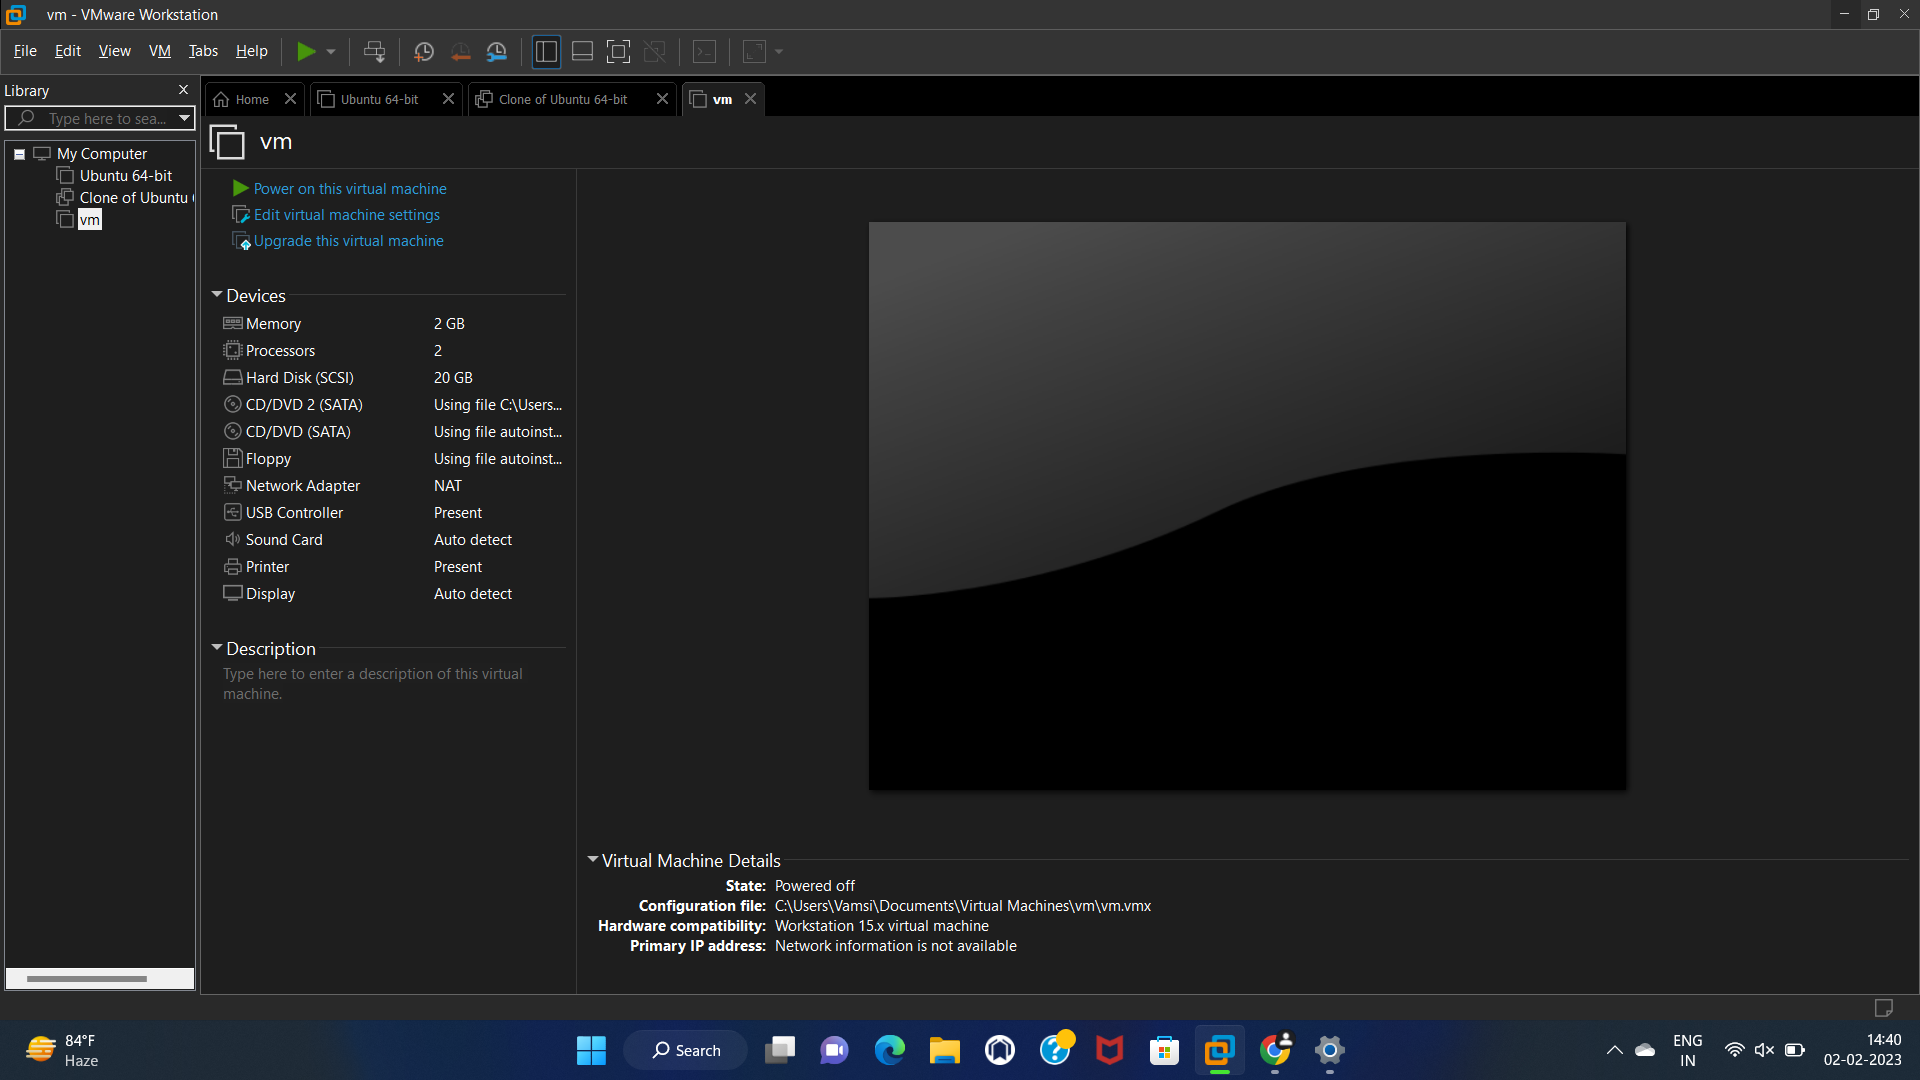 vm - VMware Workstation
File Edit View VM Tabs Help
Library
Type here to sea...
My Computer
Ubuntu 64-bit
Clone of Ubuntu
vm
Home
Ubuntu 64-bit
Clone of Ubuntu 64-bit
vm
vm
Power on this virtual machine
Edit virtual machine settings
Upgrade this virtual machine
Devices
Memory 2 GB
Processors 2
Hard Disk (SCSI) 20 GB
CD/DVD 2 (SATA) Using file C:\Users...
CD/DVD (SATA) Using file autoinst...
Floppy Using file autoinst...
Network Adapter NAT
USB Controller Present
Sound Card Auto detect
Printer Present
Display Auto detect
Description
Type here to enter a description of this virtual
machine.
Virtual Machine Details
State: Powered off
Configuration file: C:\Users\Vamsi\Documents\Virtual Machines\vm\vm.vmx
Hardware compatibility: Workstation 15.x virtual machine
Primary IP address: Network information is not available
84°F
Haze
Search
ENG
IN
14:40
02-02-2023